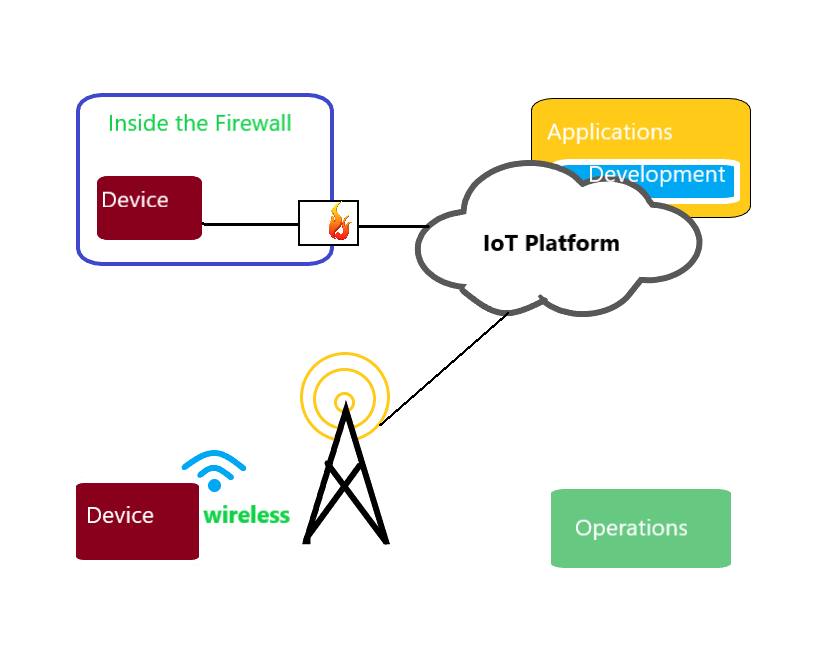 Inside the Firewall
Device
Applications
Development
IoT Platform
Device
wireless
Operations